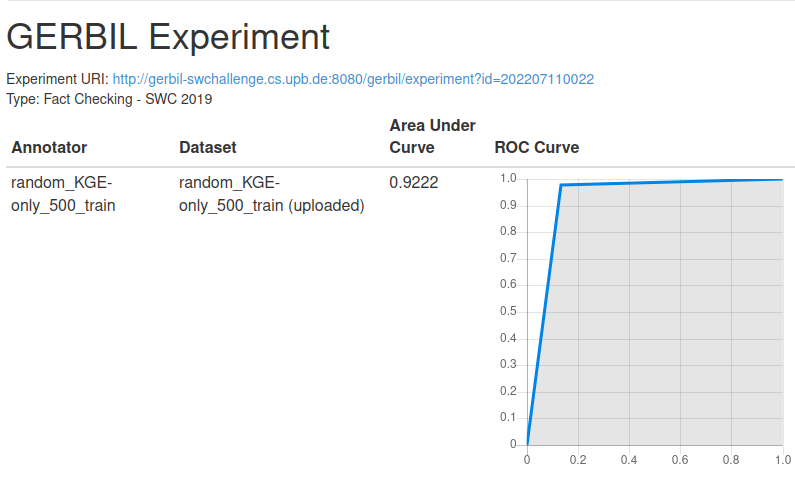 GERBIL Experiment
Experiment URI: http://gerbil-swchallenge.cs.upb.de:8080/gerbil/experiment?id=202207110022
Type: Fact Checking - SWC 2019
Annotator Dataset Area Under Curve ROC Curve
random_KGE-
only_500_train
random_KGE-
only_500_train (uploaded)
0.9222
1.0
0.9
0.8
0.7
0.6
0.5
0.4
0.3
0.2
0.1
0
0 0.2 0.4 0.6 0.8 1.0